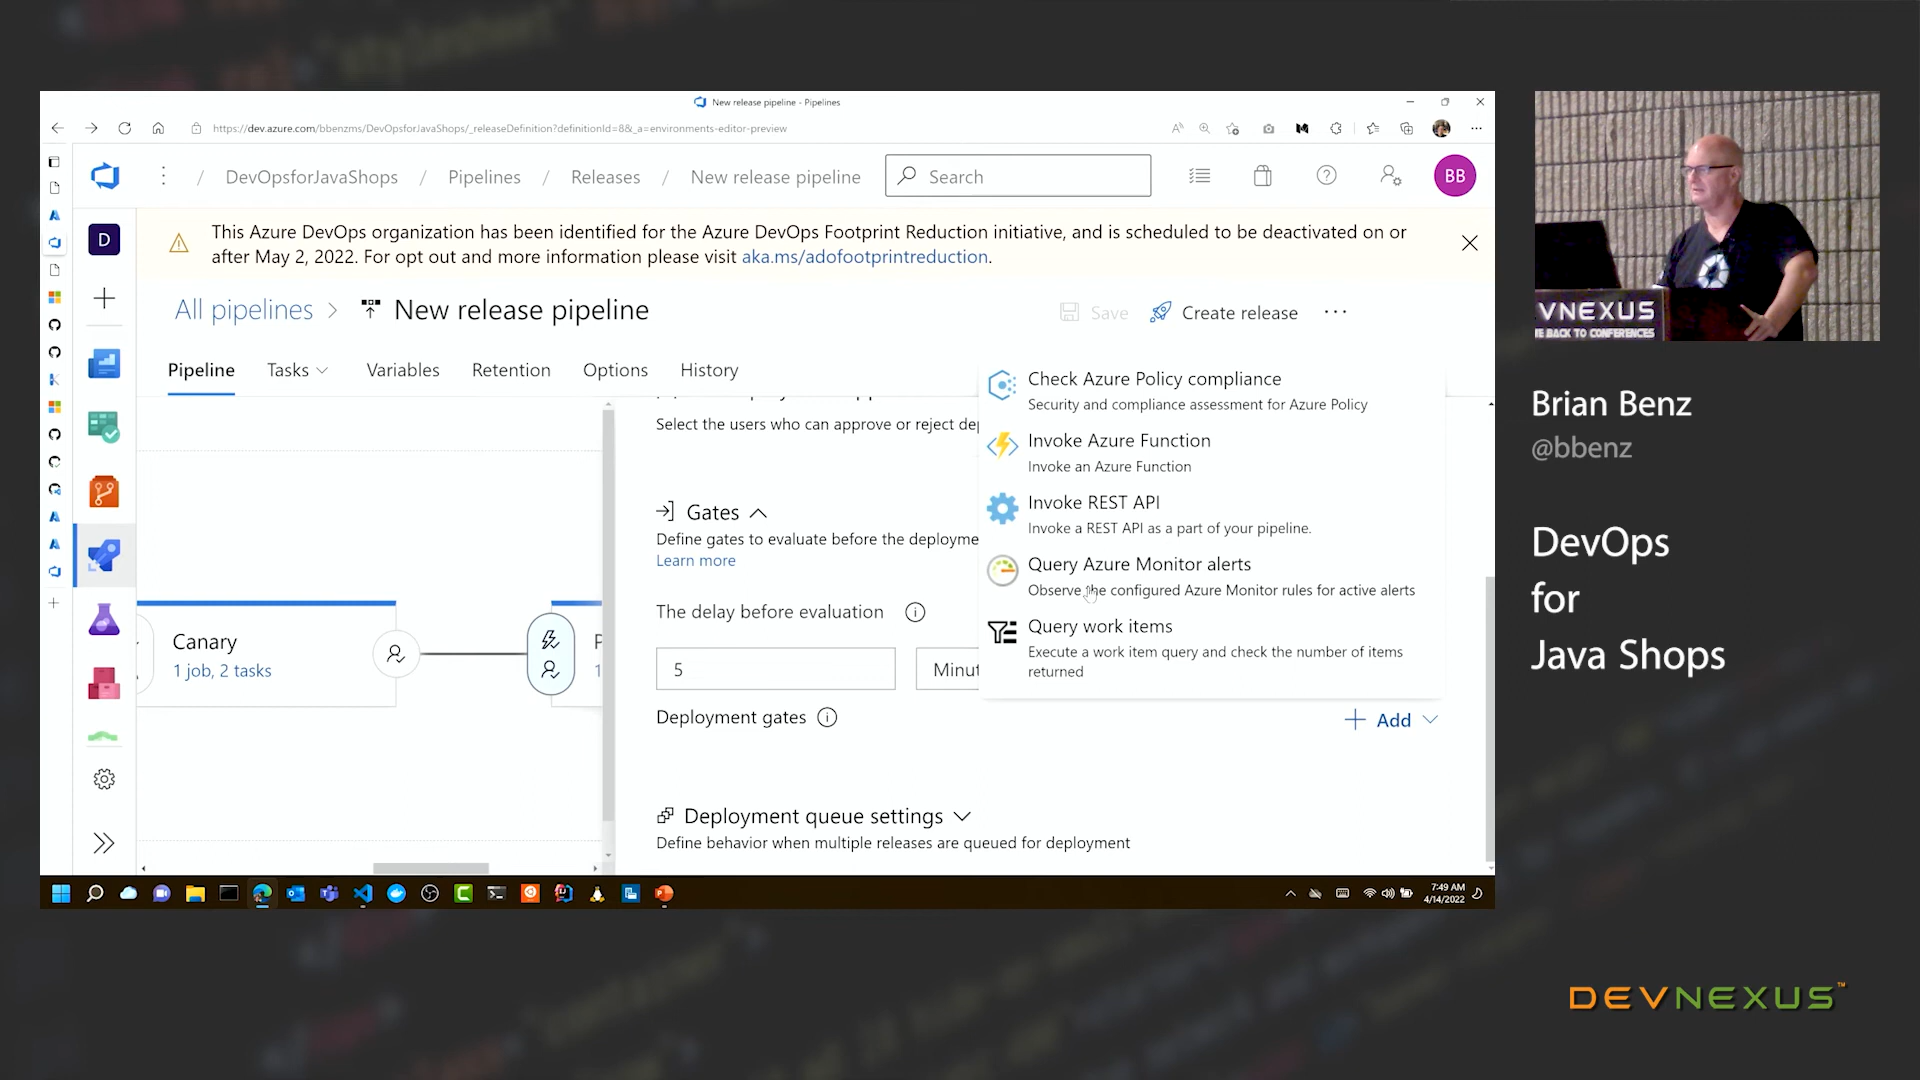 New release pipeline - Pipelines
https://dev.azure.com/bbenzms/DevOpsforJavaShops/_releaseDefinition?definitionId=8&_a=environments-editor-preview
/ DevOpsforJavaShops / Pipelines / Releases / New release pipeline
Search
BB
D
This Azure DevOps organization has been identified for the Azure DevOps Footprint Reduction initiative, and is scheduled to be deactivated on or
after May 2, 2022. For opt out and more information please visit aka.ms/adofootprintreduction.
All pipelines > New release pipeline
Save
Create release
Pipeline
Tasks
Variables
Retention
Options
History
Select the users who can approve or reject de
Gates
Define gates to evaluate before the deployme
Learn more
The delay before evaluation
5
Minut
Deployment gates
Add
Deployment queue settings
Define behavior when multiple releases are queued for deployment
Check Azure Policy compliance
Security and compliance assessment for Azure Policy
Invoke Azure Function
Invoke an Azure Function
Invoke REST API
Invoke a REST API as a part of your pipeline.
Query Azure Monitor alerts
Observe the configured Azure Monitor rules for active alerts
Query work items
Execute a work item query and check the number of items
returned
Canary
1 job, 2 tasks
P
1
7:49 AM
4/14/2022
VNEXUS
E BACK TO CONFERENCES
Brian Benz
@bbenz
DevOps
for
Java Shops
DEVNEXUS™